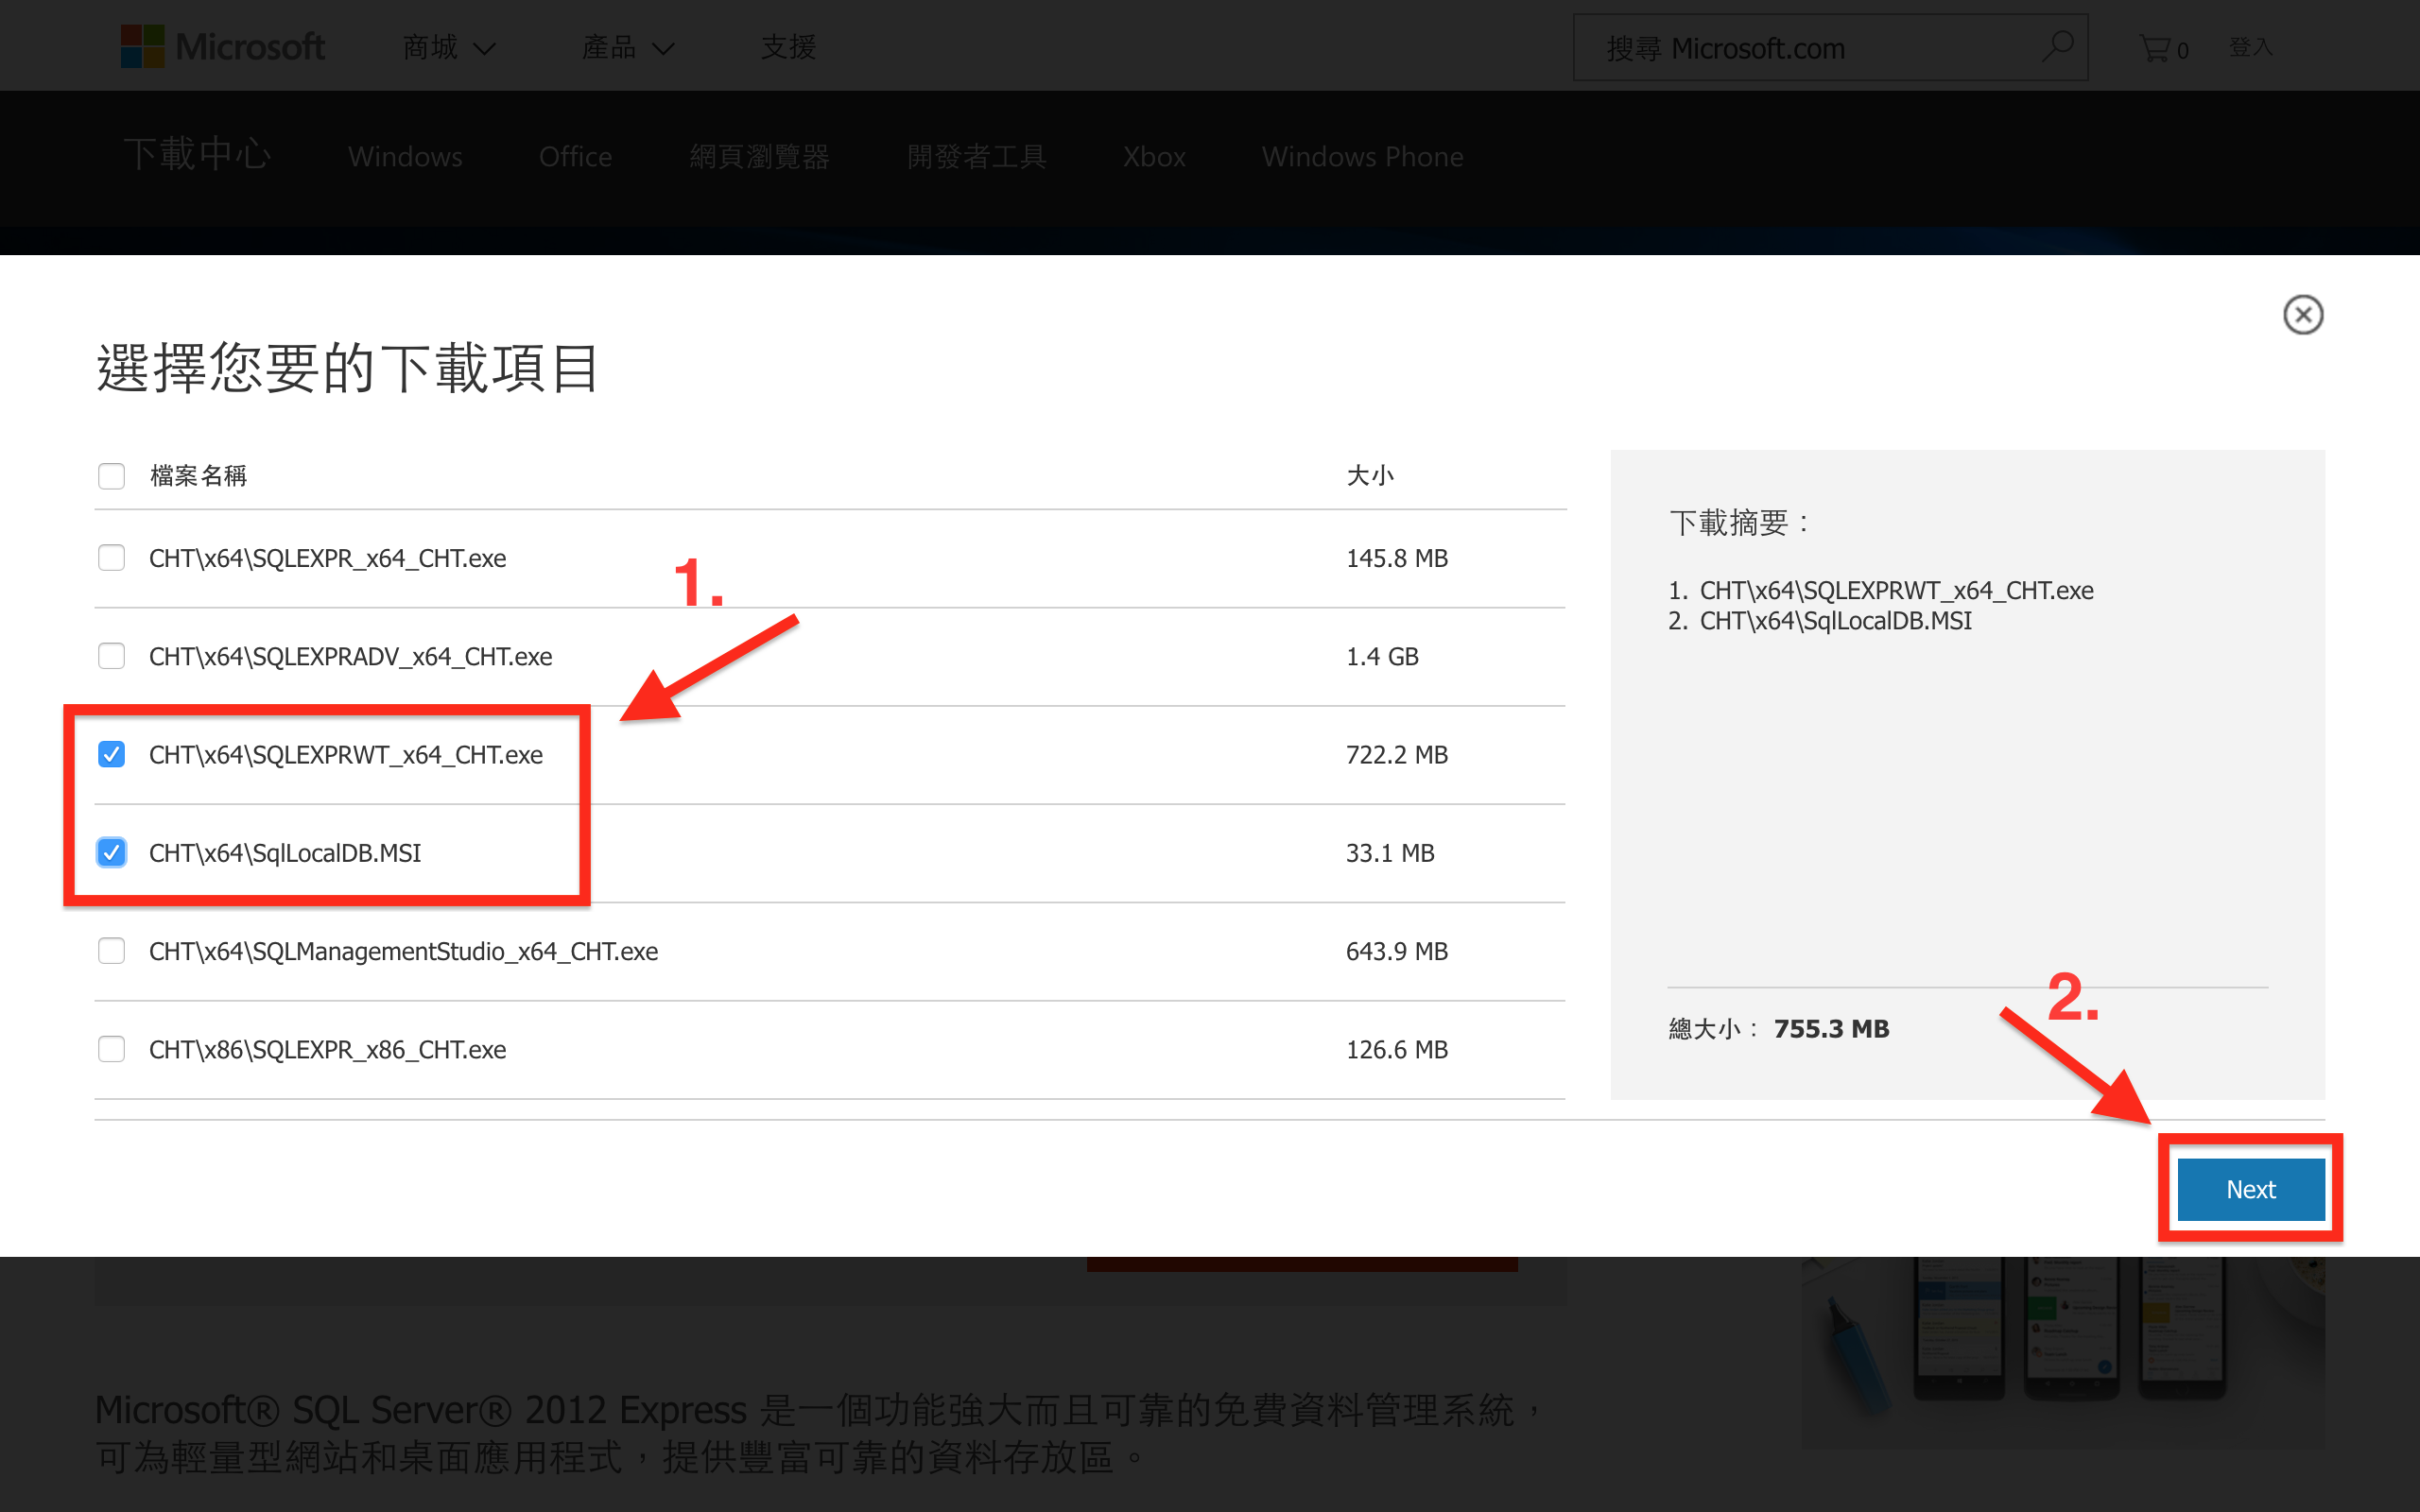 Microsoft 商城 產品 支援 搜尋 Microsoft.com 0 登入
下載中心 Windows Office 網頁瀏覽器 開發者工具 Xbox Windows Phone
選擇您要的下載項目
檔案名稱 大小
CHT\x64\SQLEXPR_x64_CHT.exe 145.8 MB
1.
CHT\x64\SQLEXPRADV_x64_CHT.exe 1.4 GB
CHT\x64\SQLEXPRWT_x64_CHT.exe 722.2 MB
CHT\x64\SqlLocalDB.MSI 33.1 MB
CHT\x64\SQLManagementStudio_x64_CHT.exe 643.9 MB
CHT\x86\SQLEXPR_x86_CHT.exe 126.6 MB
下載摘要：
1. CHT\x64\SQLEXPRWT_x64_CHT.exe
2. CHT\x64\SqlLocalDB.MSI
2.
總大小： 755.3 MB
Next
Microsoft® SQL Server® 2012 Express 是一個功能強大而且可靠的免費資料管理系統，
可為輕量型網站和桌面應用程式，提供豐富可靠的資料存放區。